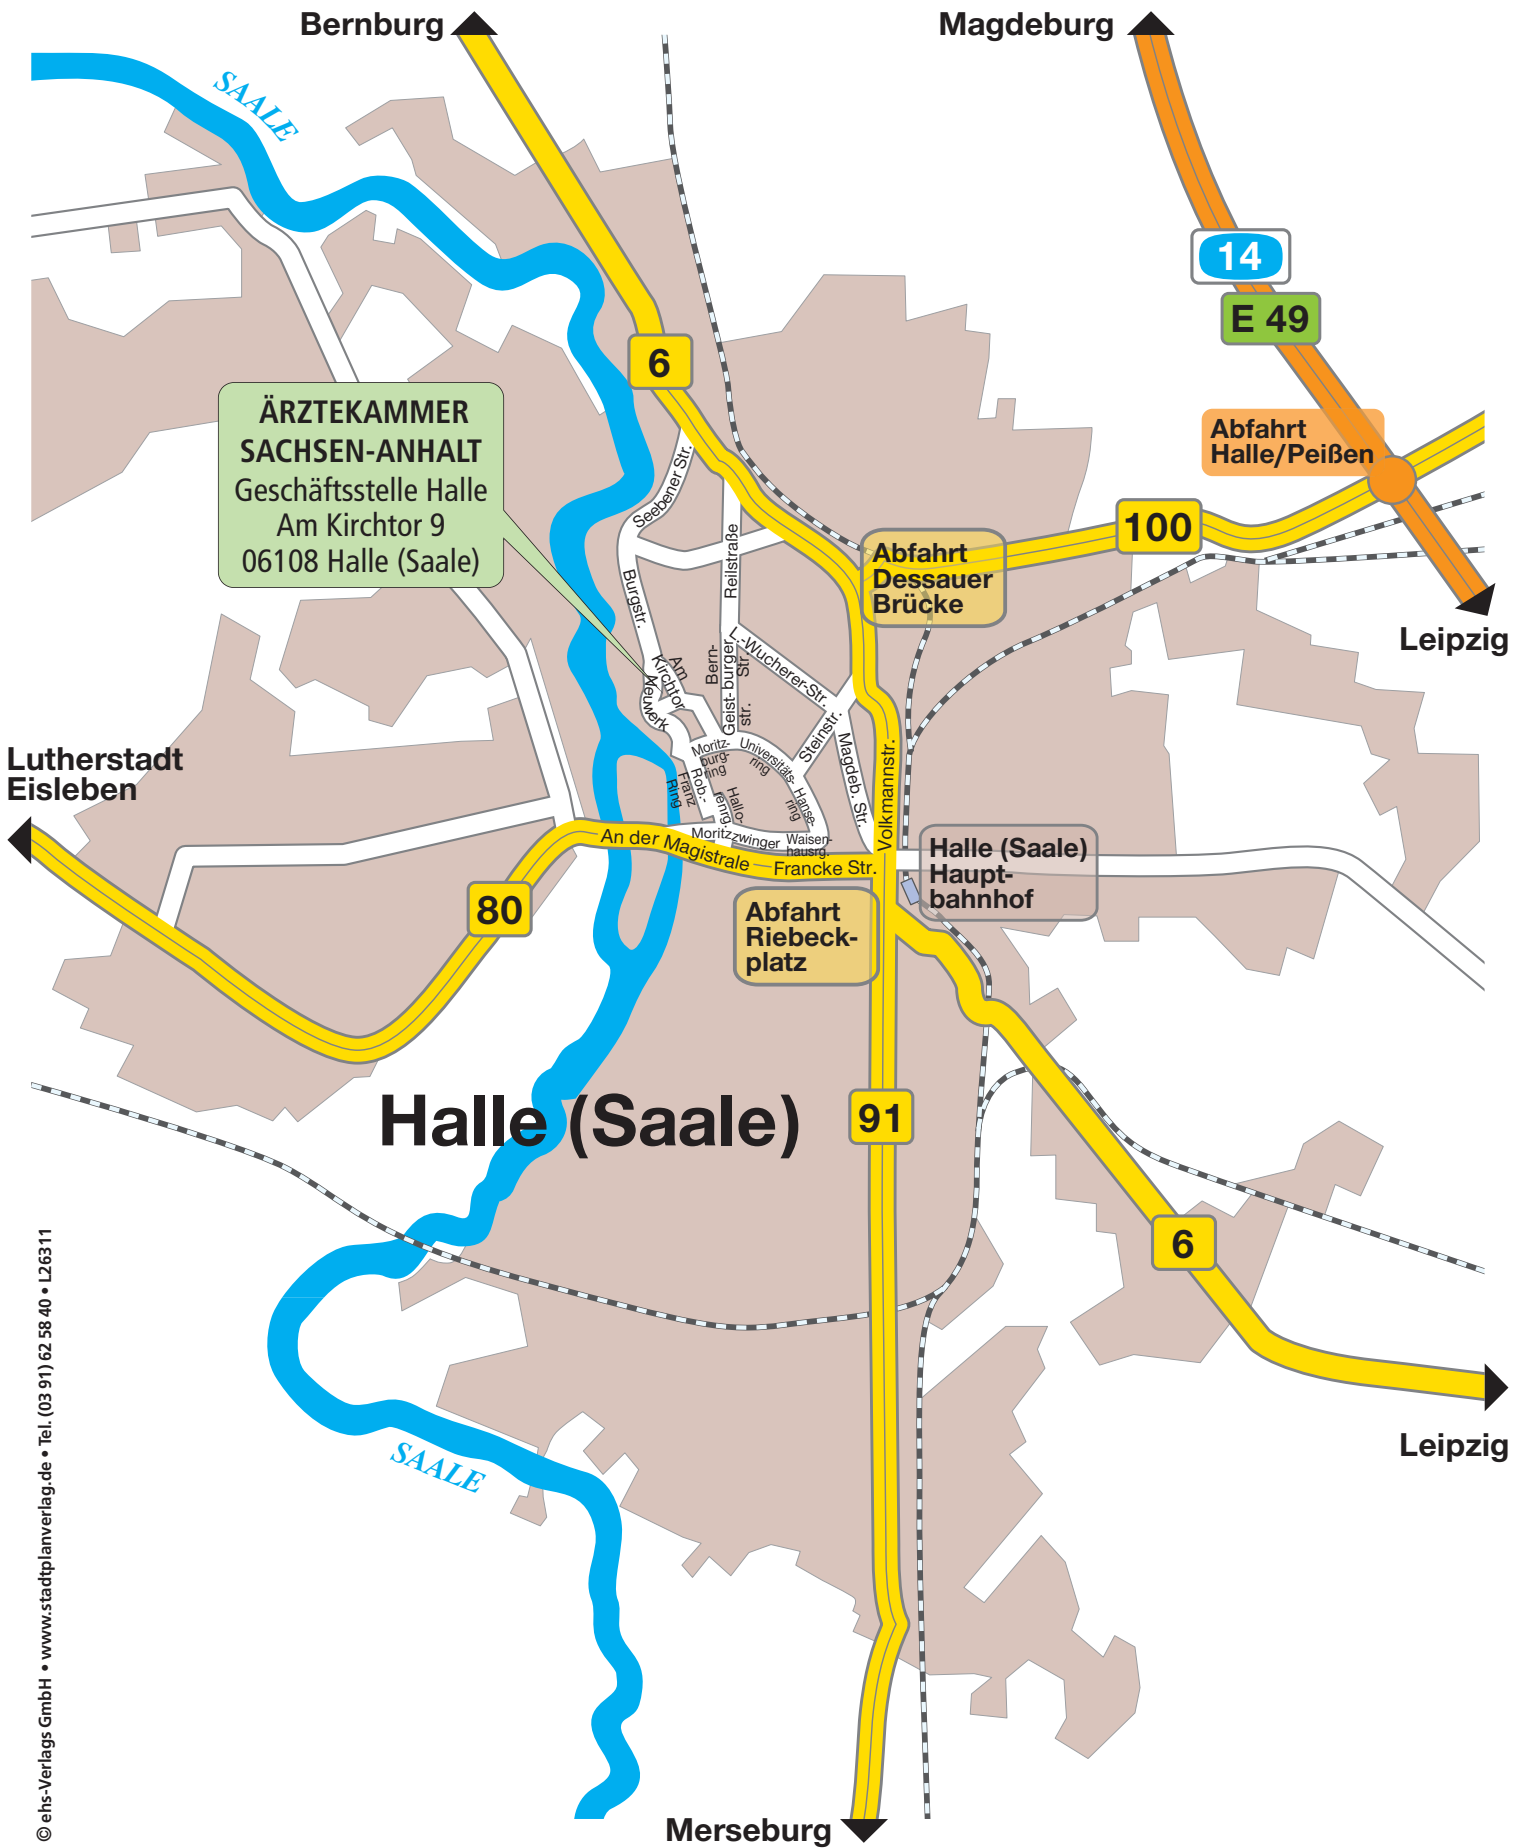 Bernburg
Magdeburg
SAALE
14
E 49
6
Abfahrt
Halle/Peißen
ÄRZTEKAMMER
SACHSEN-ANHALT
Geschäftsstelle Halle
Am Kirchtor 9
06108 Halle (Saale)
Seebener Str.
100
Abfahrt
Dessauer
Brücke
Reilstraße
Burgstr.
Leipzig
L.-Wucherer-Str.
Bern-
burger
Str.
Am
Kirchtor
Neuwerk
Geist-
str.
Steinstr.
Magdeb. Str.
Volkmannstr.
Moritz-
burg-
ring
Universitäts-
ring
Rob.-
Franz
Ring
Hallo-
renrg.
Hanse-
ring
Lutherstadt
Eisleben
Moritzzwinger
Waisen-
hausrg.
An der Magistrale
Francke Str.
Halle (Saale)
Haupt-
bahnhof
80
Abfahrt
Riebeck-
platz
Halle (Saale)
91
6
Leipzig
SAALE
Merseburg
© ehs-Verlags GmbH • www.stadtplanverlag.de • Tel. (03 91) 62 58 40 • L26311